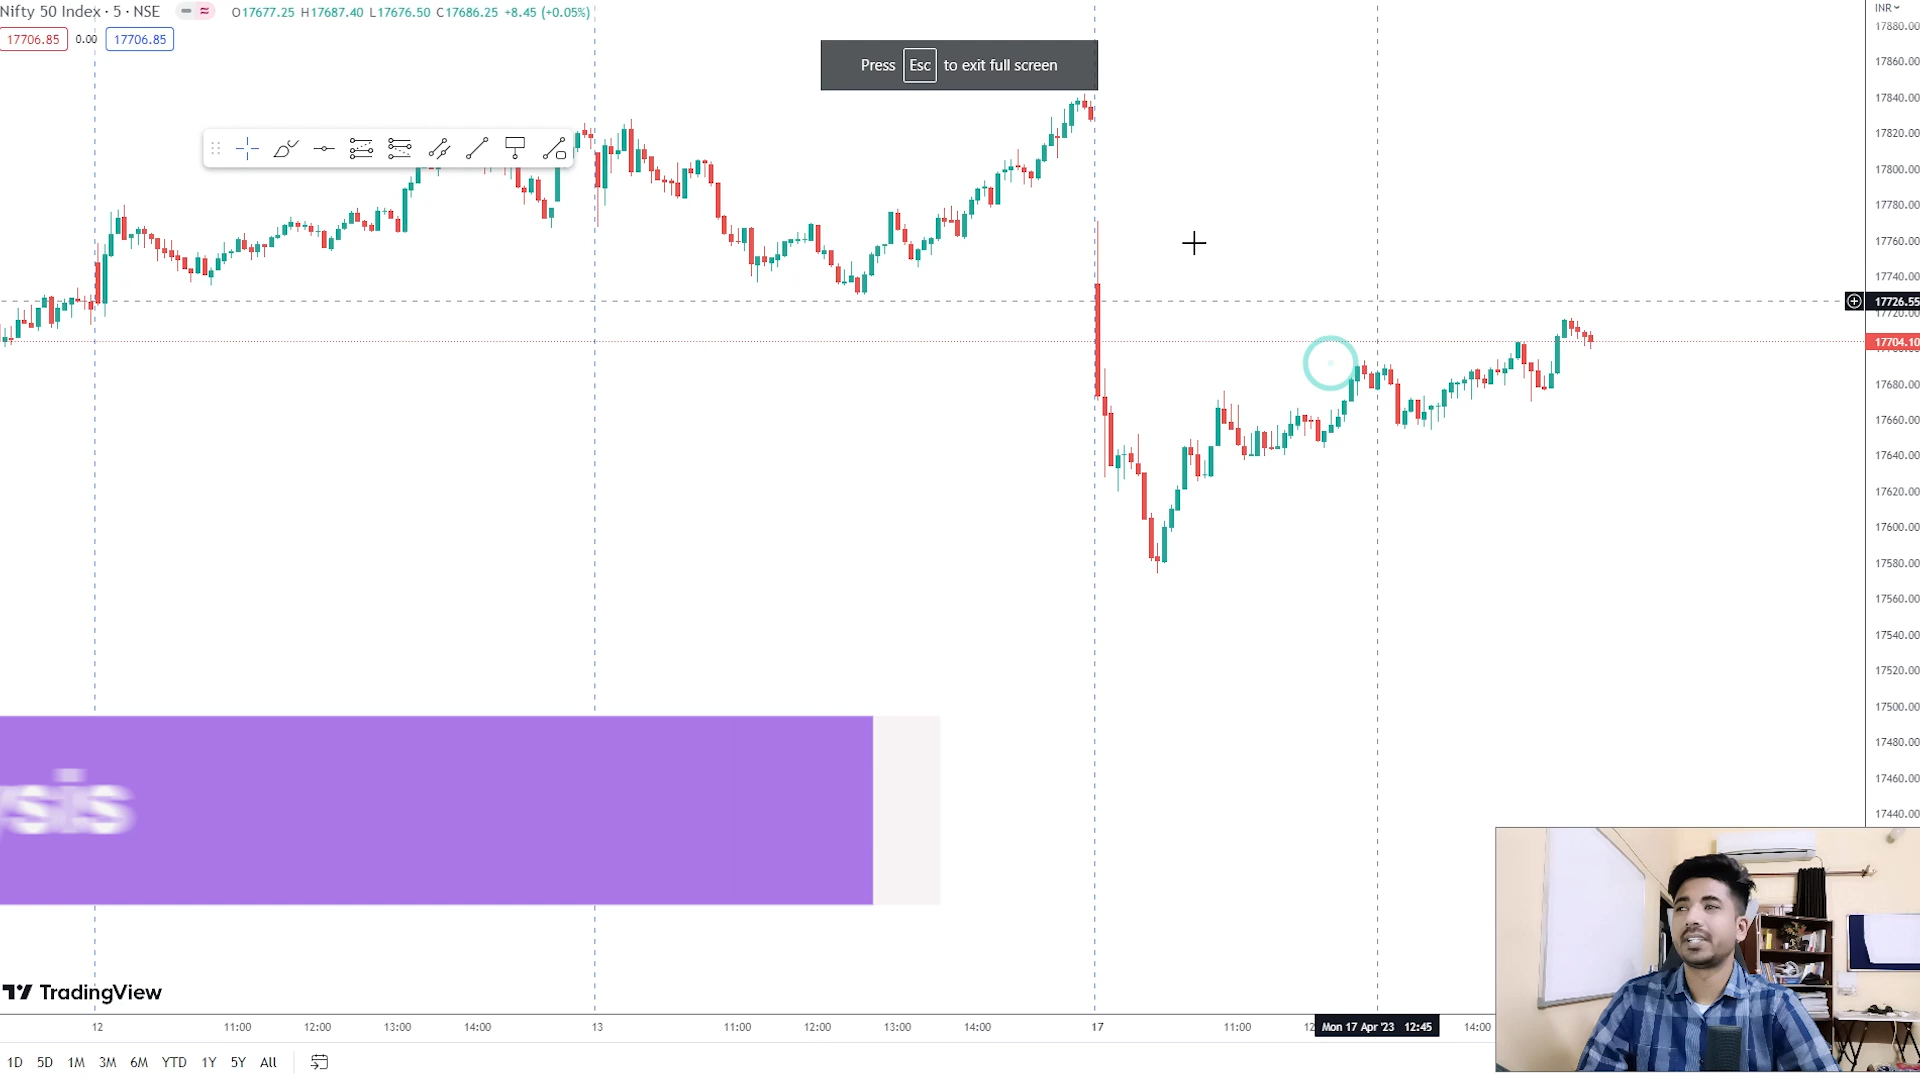 Nifty 50 Index · 5 · NSE
O17677.25 H17687.40 L17676.50 C17686.25 +8.45 (+0.05%)
INR
17706.85 0.00 17706.85
Press Esc to exit full screen
17880.00
17860.00
17840.00
17820.00
17800.00
17780.00
17760.00
17740.00
17726.55
17720.00
17704.10
17680.00
17660.00
17640.00
17620.00
17600.00
17580.00
17560.00
17540.00
17520.00
17500.00
17480.00
17460.00
17440.00
ysis
TradingView
12 11:00 12:00 13:00 14:00 13 11:00 12:00 13:00 14:00 17 11:00 Mon 17 Apr '23 12:45 14:00
1D 5D 1M 3M 6M YTD 1Y 5Y All